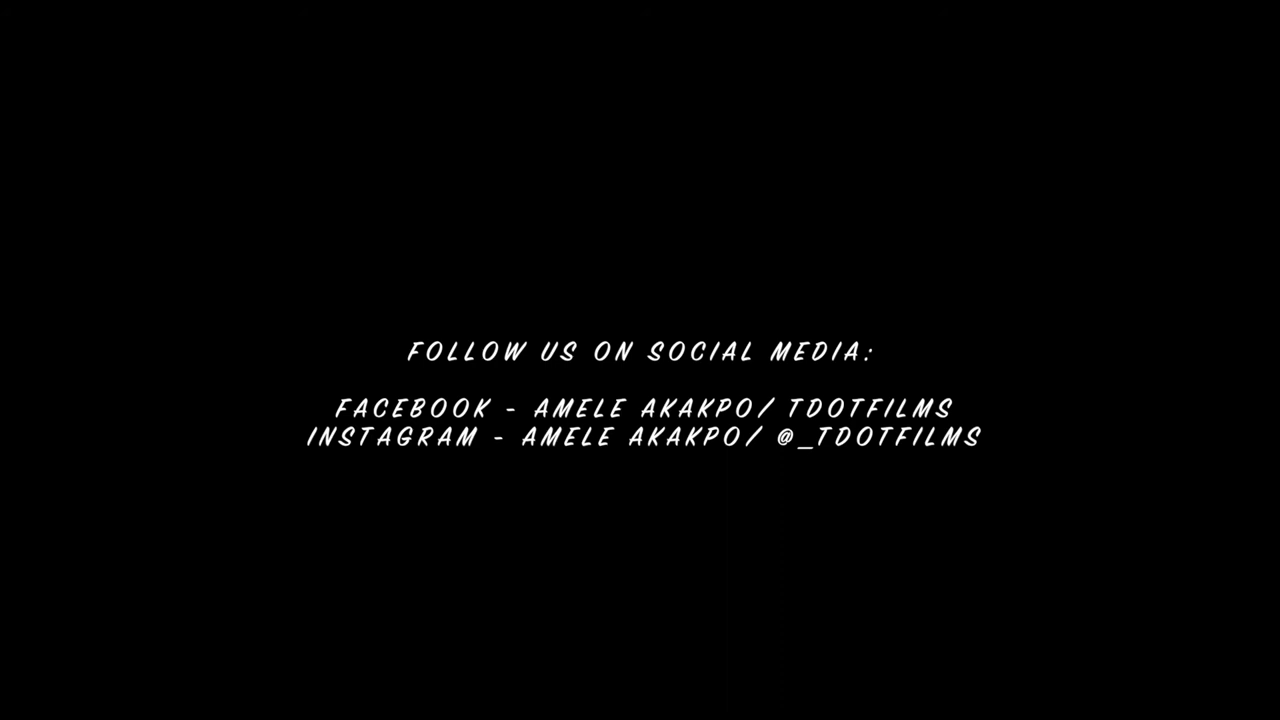 FOLLOW US ON SOCIAL MEDIA:
FACEBOOK - AMELE AKAKPO/ TDOTFILMS
INSTAGRAM - AMELE AKAKPO/ @_TDOTFILMS